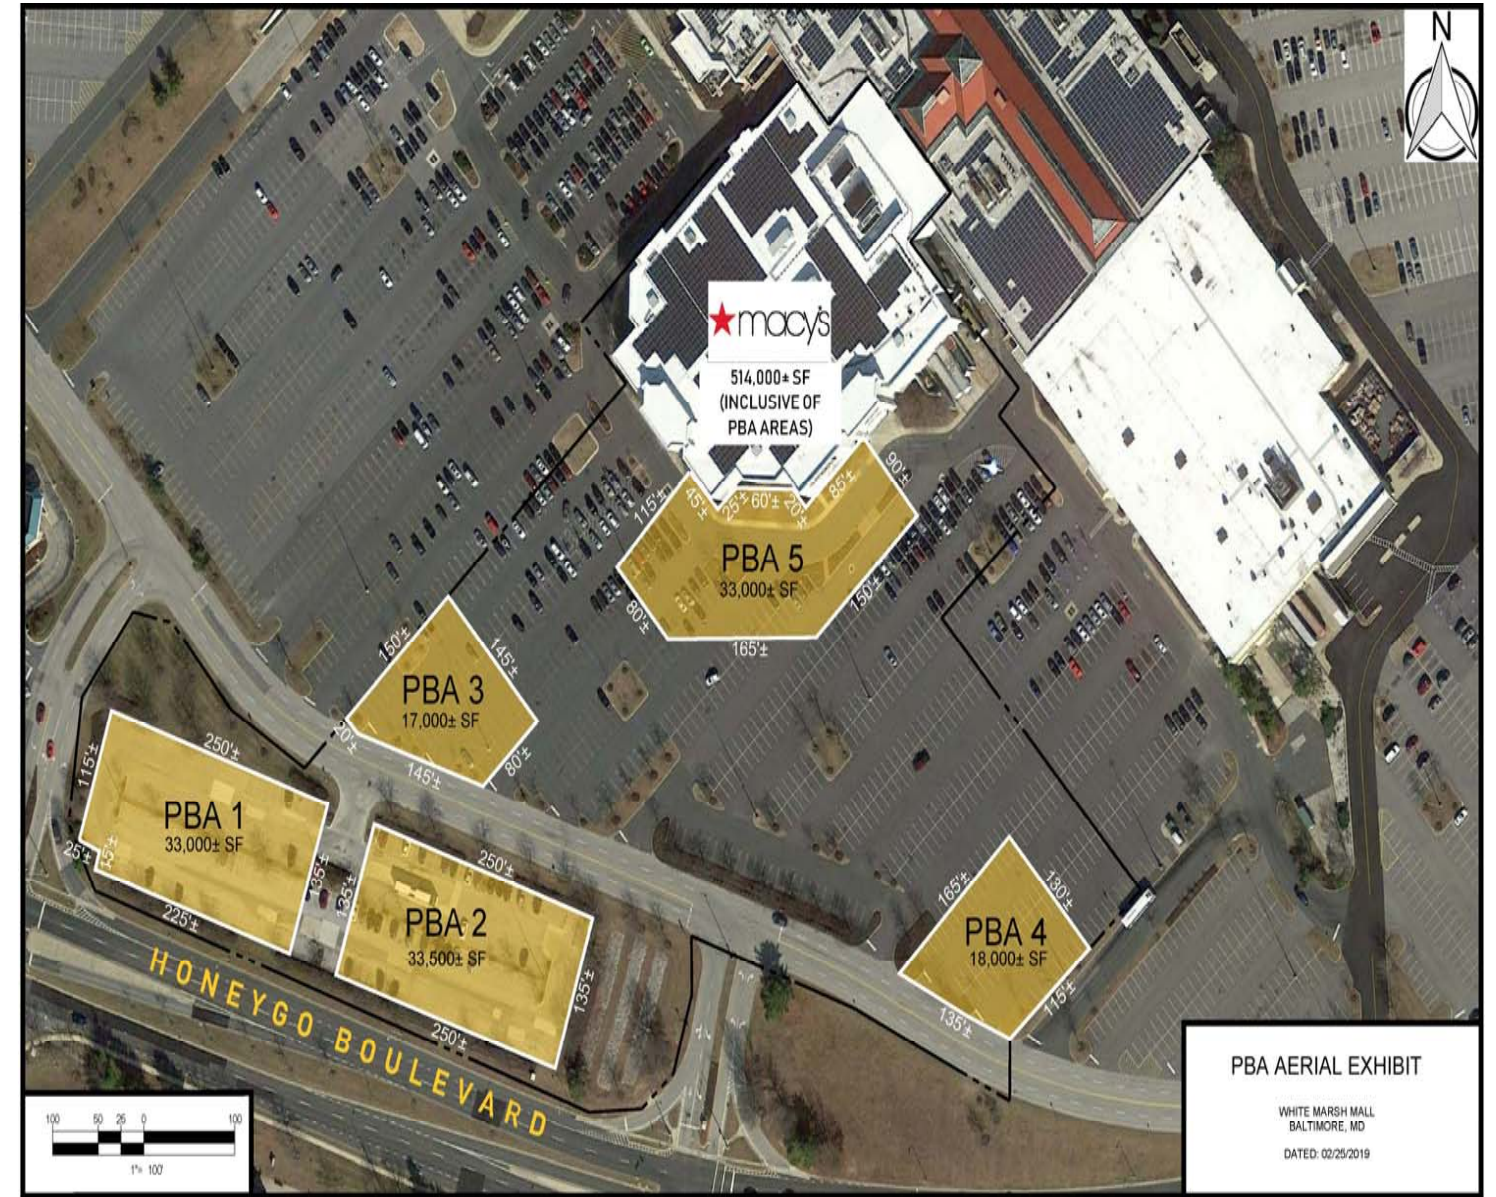 N
macy's
514,000± SF
(INCLUSIVE OF
PBA AREAS)
115'±
45'±
25'±
60'±
20'±
85'±
90'±
PBA 5
33,000± SF
80'±
165'±
150'±
150'±
145'±
PBA 3
17,000± SF
20'±
145'±
80'±
250'±
115'±
PBA 1
33,000± SF
25'±
15'±
135'±
225'±
250'±
135'±
PBA 2
33,500± SF
135'±
250'±
165'±
130'±
PBA 4
18,000± SF
135'±
115'±
HONEYGO BOULEVARD
100 50 25 0 100
1"= 100'
PBA AERIAL EXHIBIT
WHITE MARSH MALL
BALTIMORE, MD
DATED: 02/25/2019